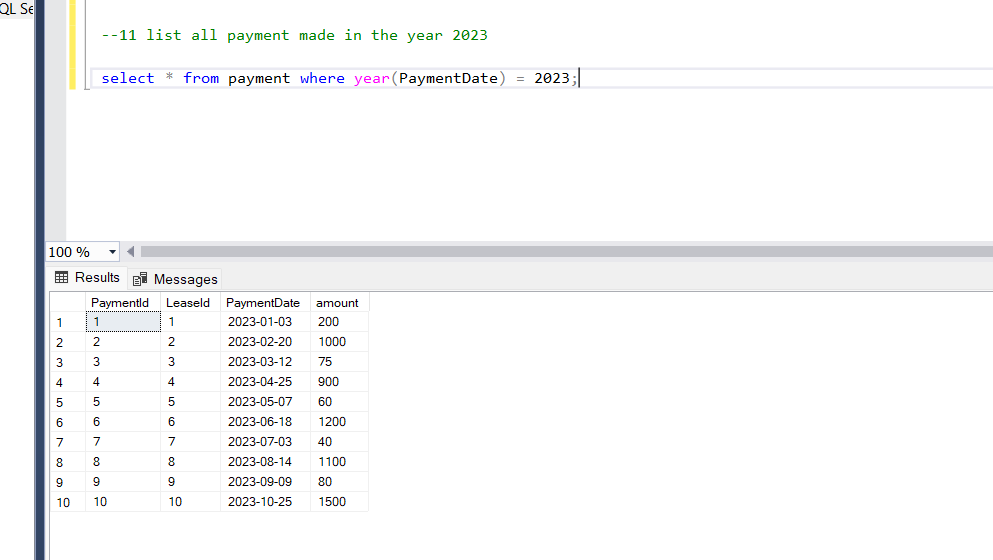 QL Se
--11 list all payment made in the year 2023
select * from payment where year(PaymentDate) = 2023;
100 %
Results Messages
PaymentId LeaseId PaymentDate amount
1 1 1 2023-01-03 200
2 2 2 2023-02-20 1000
3 3 3 2023-03-12 75
4 4 4 2023-04-25 900
5 5 5 2023-05-07 60
6 6 6 2023-06-18 1200
7 7 7 2023-07-03 40
8 8 8 2023-08-14 1100
9 9 9 2023-09-09 80
10 10 10 2023-10-25 1500